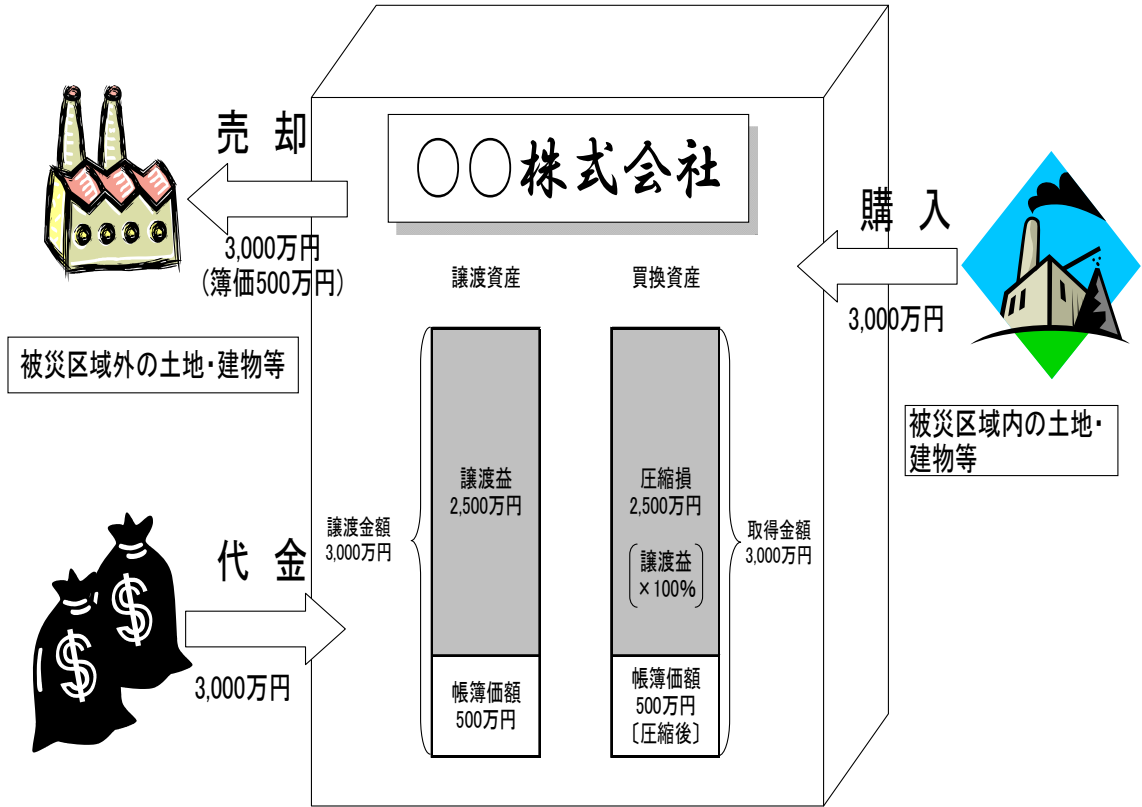 売 却
3,000万円
(簿価500万円)
被災区域外の土地・建物等
代 金
3,000万円
○○株式会社
譲渡資産
買換資産
譲渡益
2,500万円
圧縮損
2,500万円
譲渡益
×100%
譲渡金額
3,000万円
取得金額
3,000万円
帳簿価額
500万円
帳簿価額
500万円
〔圧縮後〕
購 入
3,000万円
被災区域内の土地・
建物等
$
$